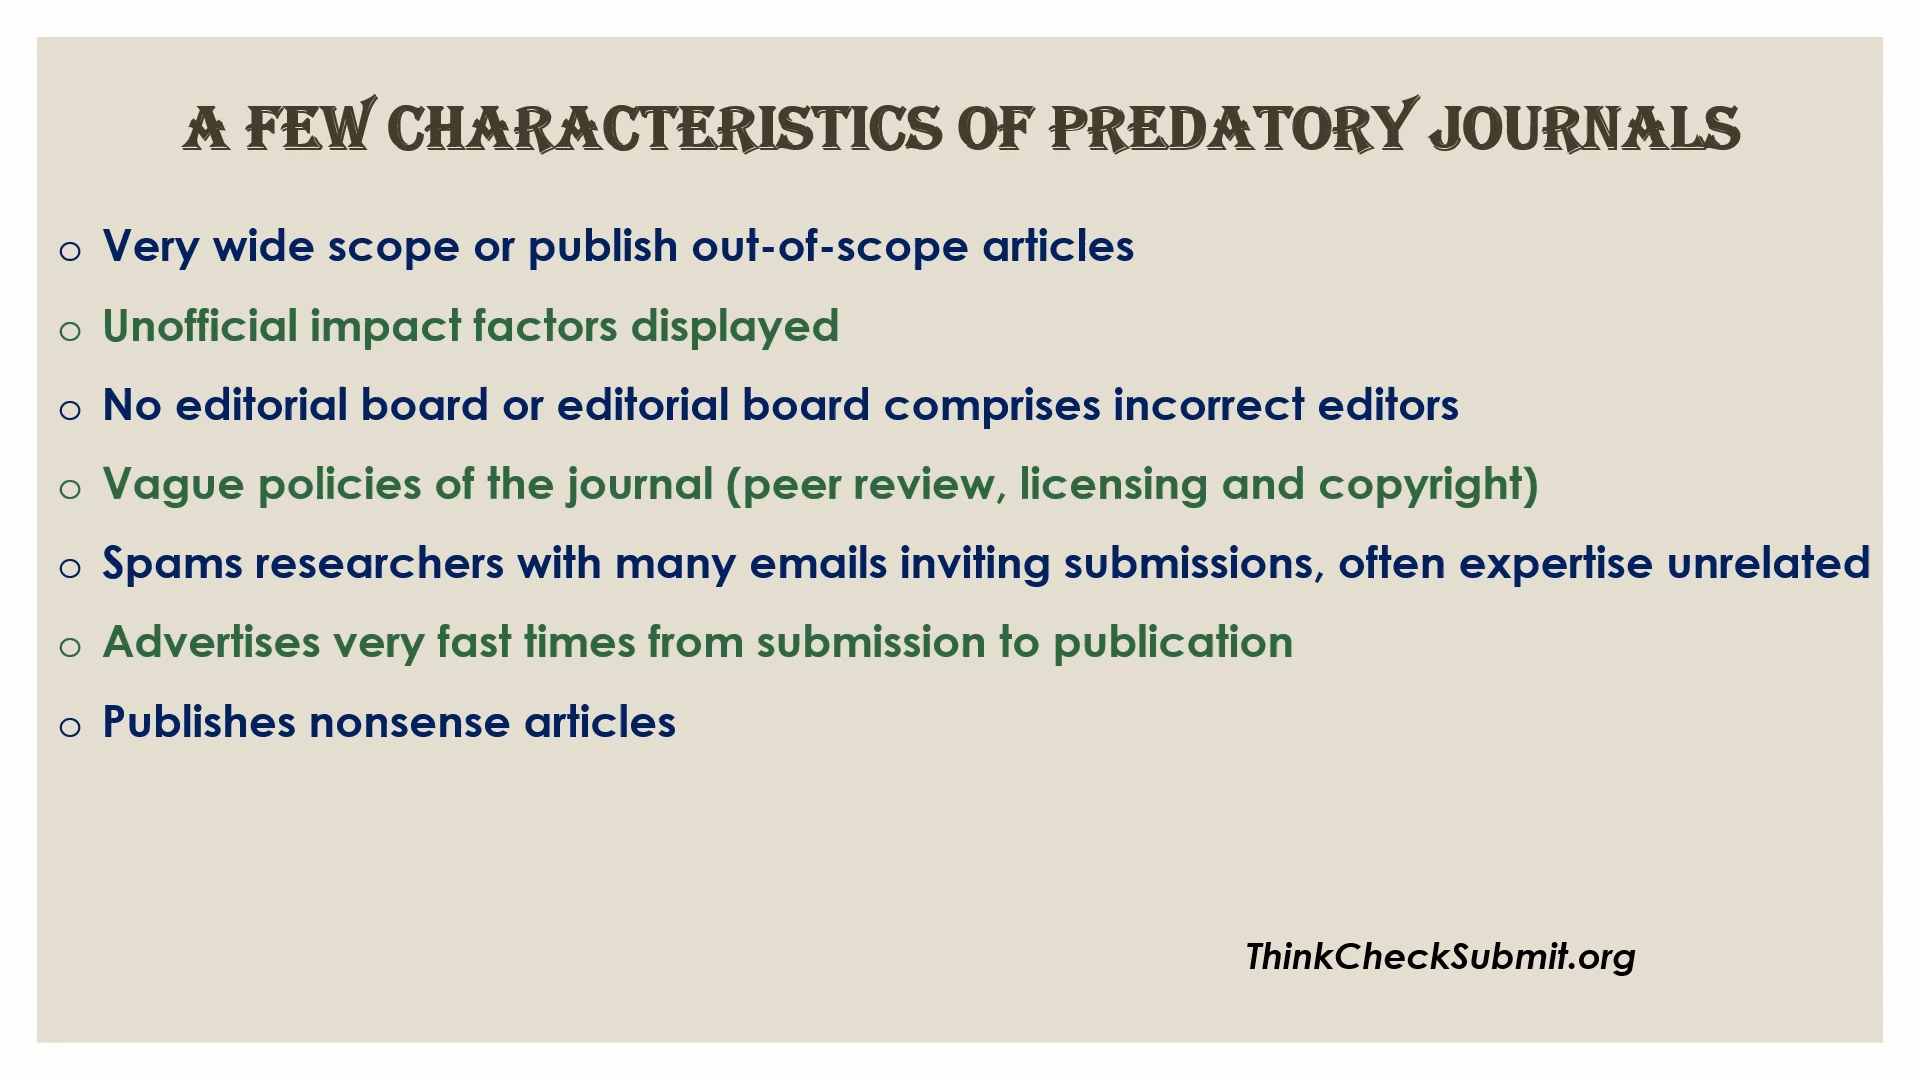 A FEW CHARACTERISTICS OF PREDATORY JOURNALS
o Very wide scope or publish out-of-scope articles
o Unofficial impact factors displayed
o No editorial board or editorial board comprises incorrect editors
o Vague policies of the journal (peer review, licensing and copyright)
o Spams researchers with many emails inviting submissions, often expertise unrelated
o Advertises very fast times from submission to publication
o Publishes nonsense articles
ThinkCheckSubmit.org